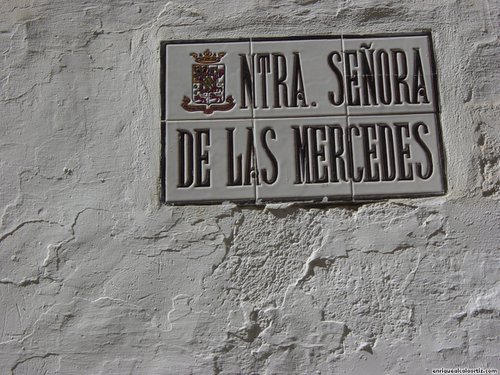 NTRA. SEÑORA
DE LAS MERCEDES
enriquealcalaortiz.com